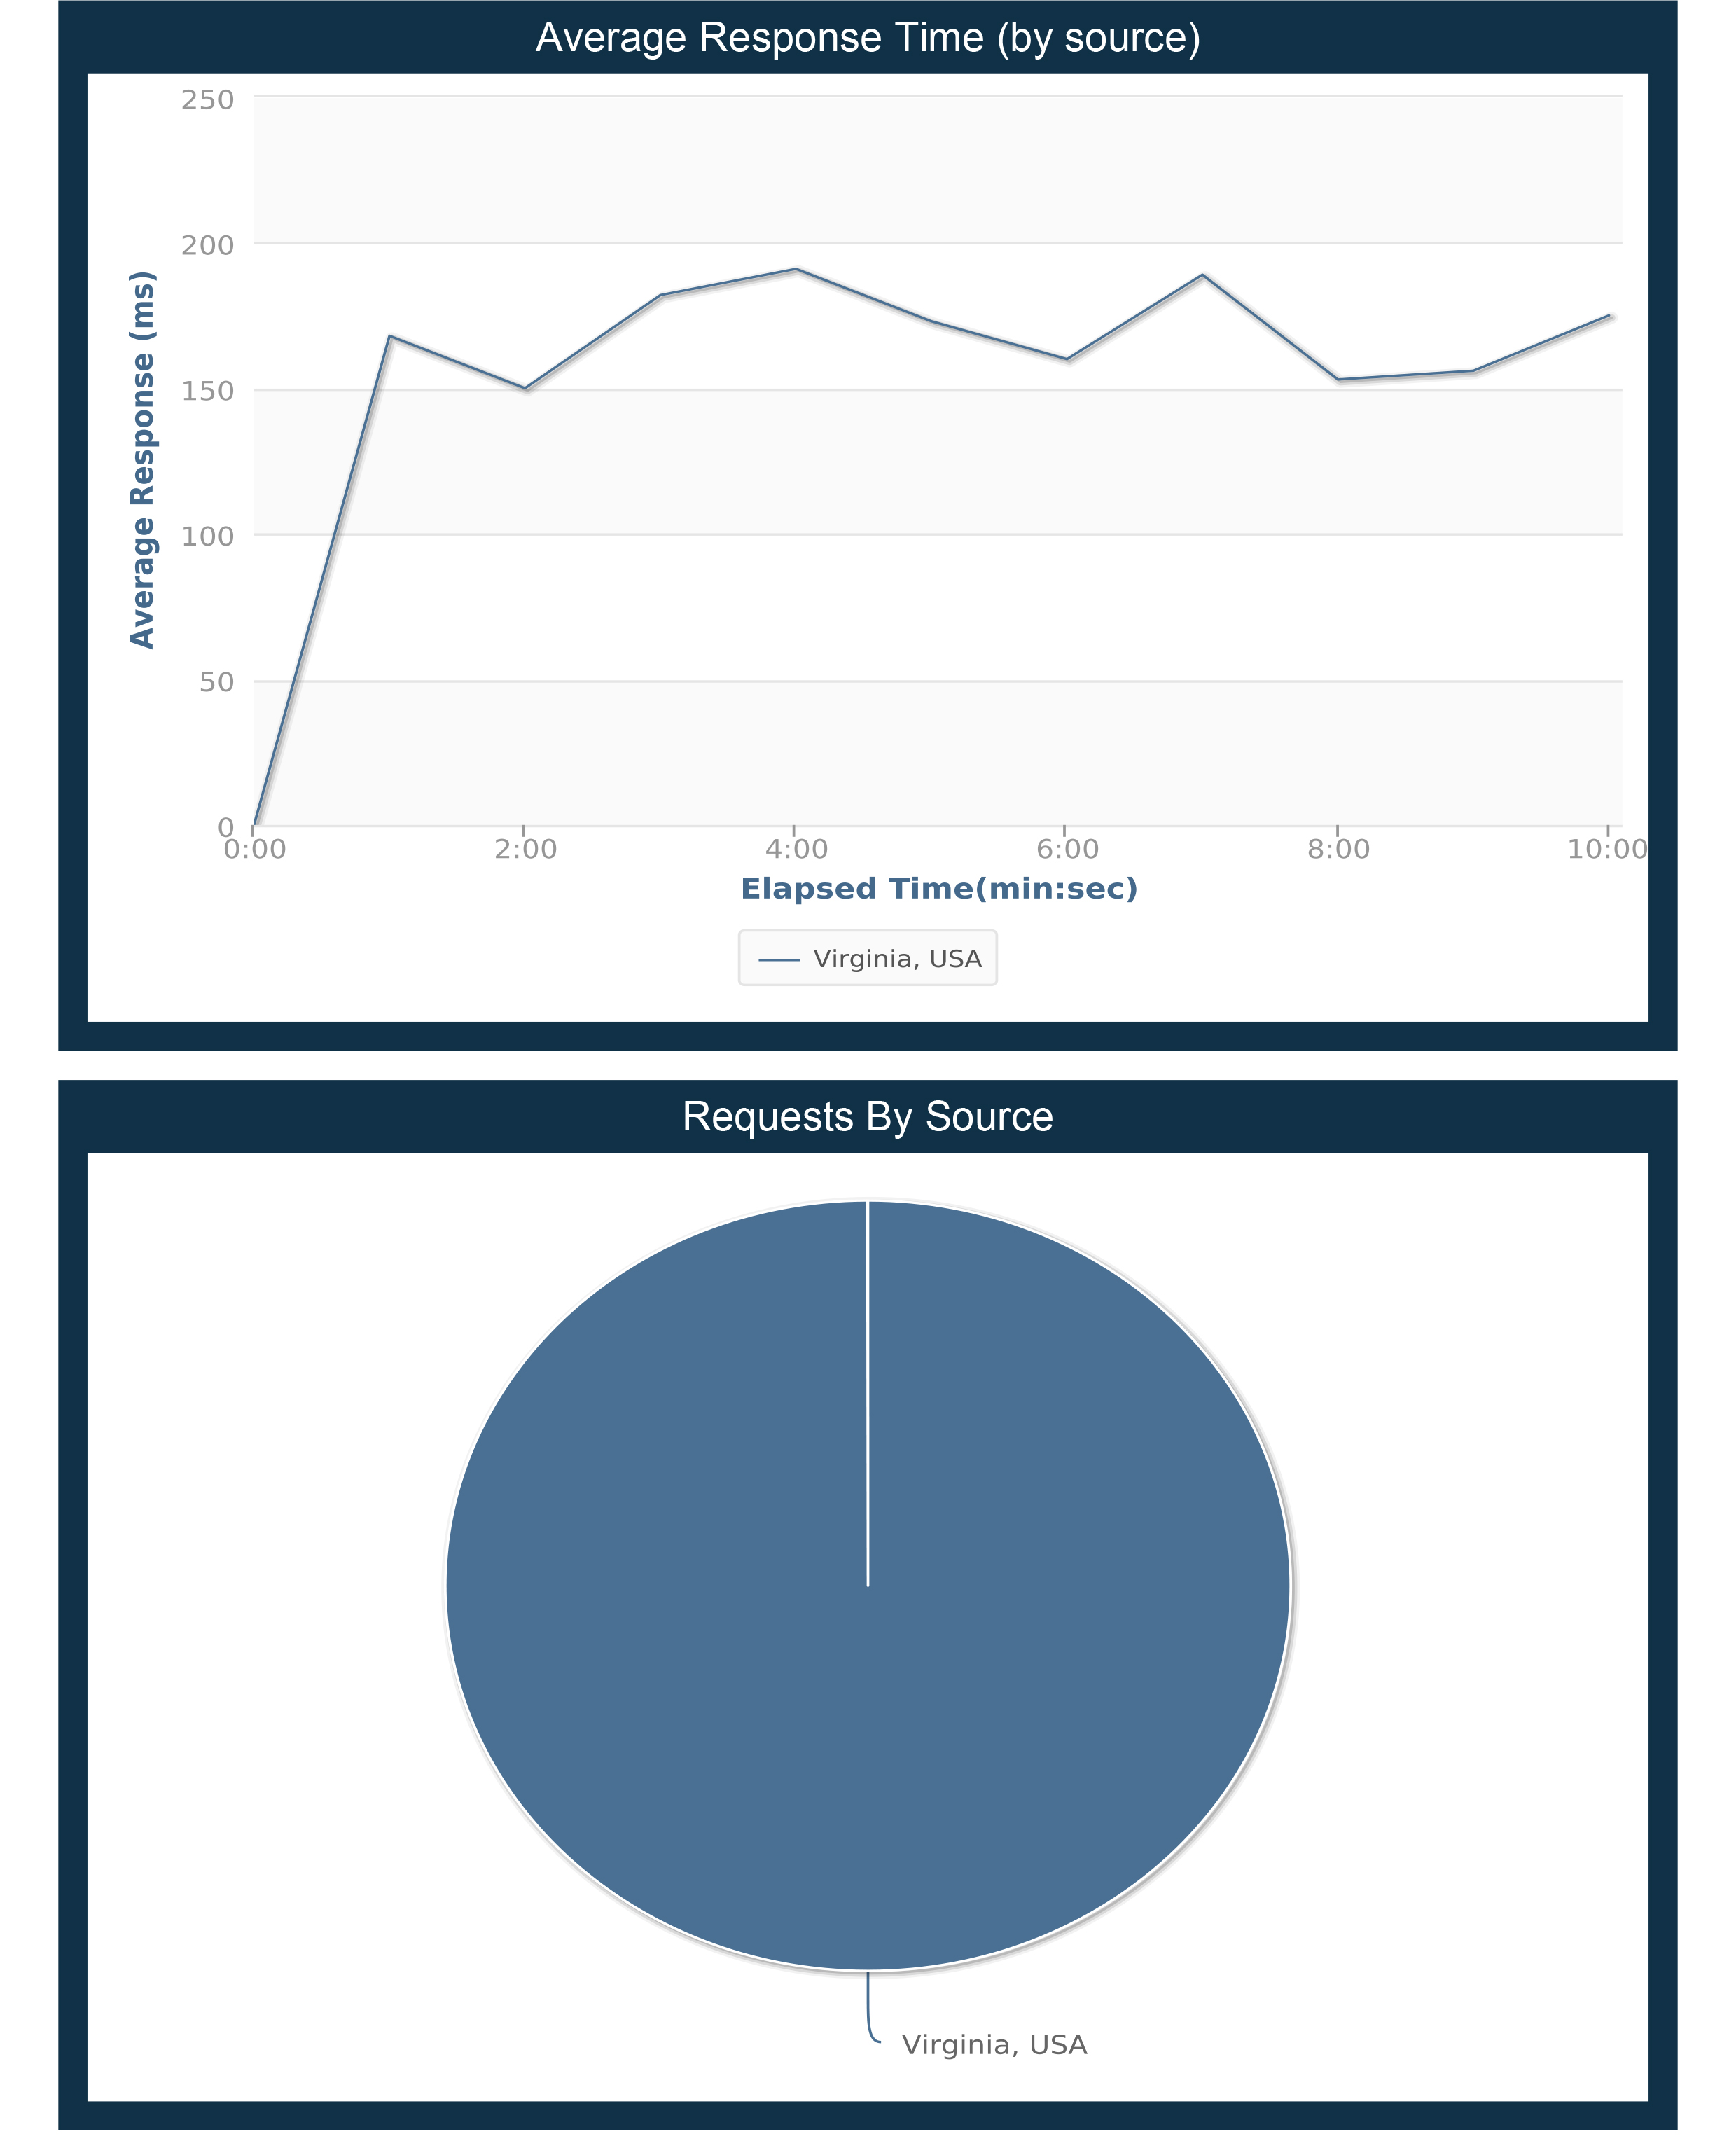 Average Response Time (by source)
250
200
150
100
50
0
Average Response (ms)
0:00 2:00 4:00 6:00 8:00 10:00
Elapsed Time(min:sec)
Virginia, USA
Requests By Source
Virginia, USA